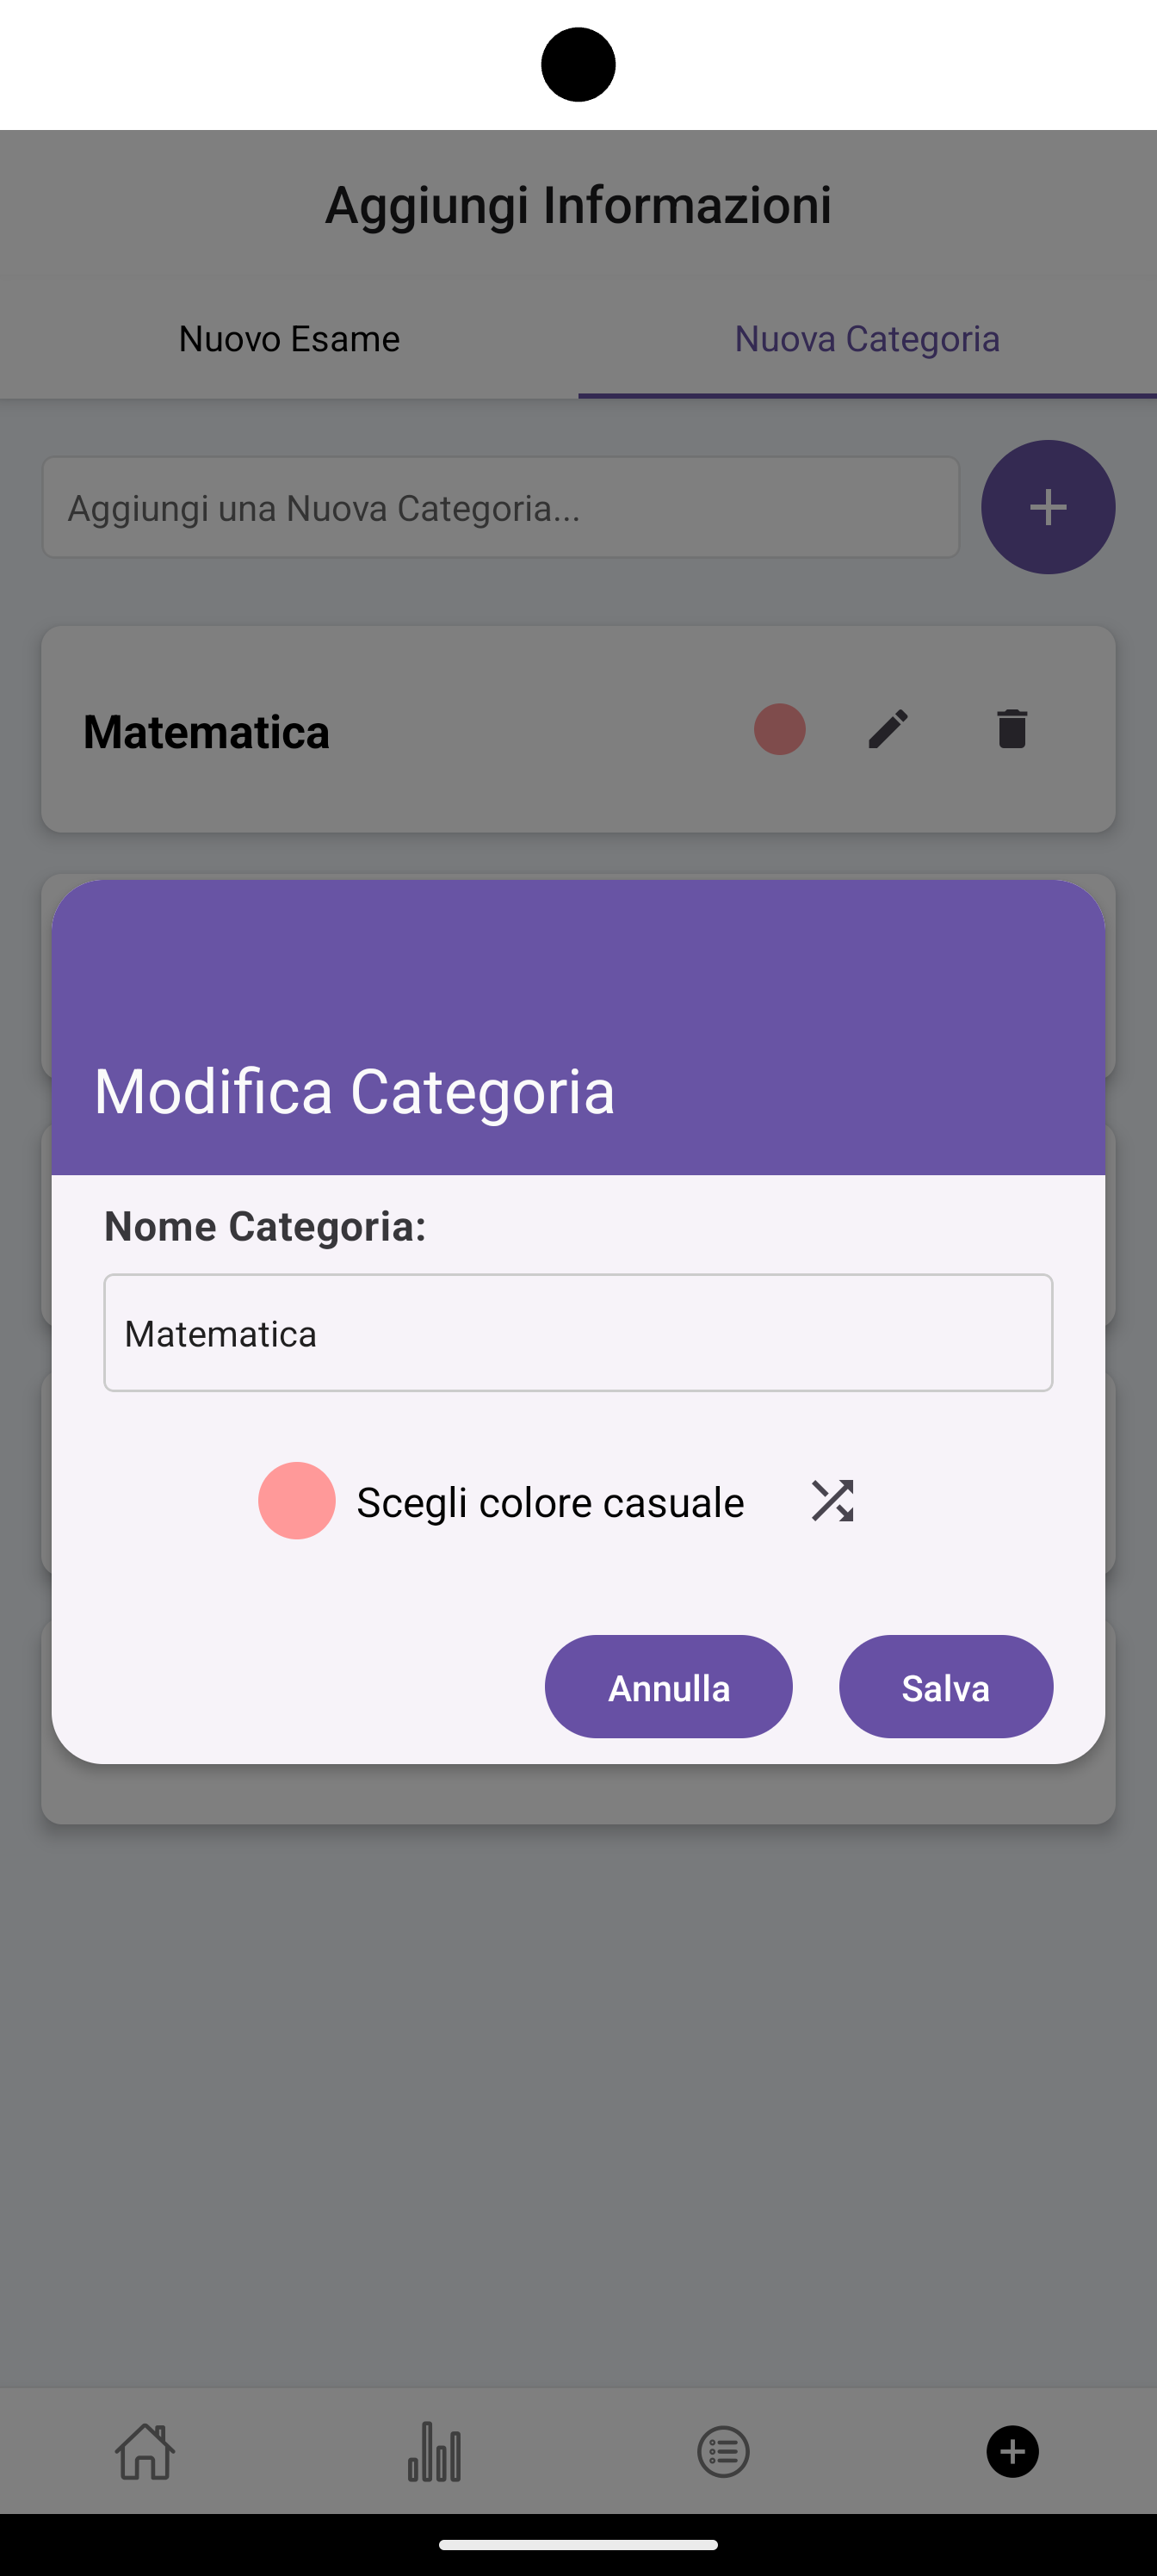 Aggiungi Informazioni
Nuovo Esame
Nuova Categoria
Aggiungi una Nuova Categoria...
Matematica
Modifica Categoria
Nome Categoria:
Matematica
Scegli colore casuale
Annulla
Salva